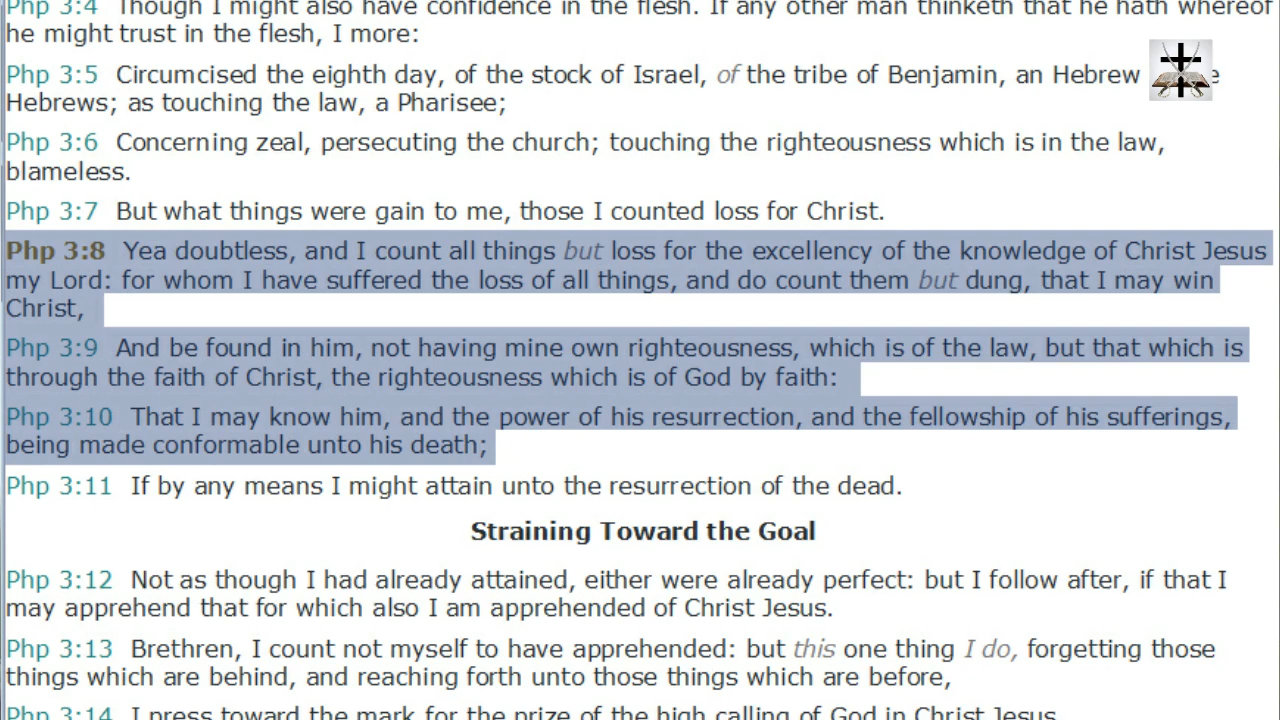 Php 3:4 Though I might also have confidence in the flesh. If any other man thinketh that he hath whereof
he might trust in the flesh, I more:
Php 3:5 Circumcised the eighth day, of the stock of Israel, of the tribe of Benjamin, an Hebrew
Hebrews; as touching the law, a Pharisee;
Php 3:6 Concerning zeal, persecuting the church; touching the righteousness which is in the law,
blameless.
Php 3:7 But what things were gain to me, those I counted loss for Christ.
Php 3:8 Yea doubtless, and I count all things but loss for the excellency of the knowledge of Christ Jesus
my Lord: for whom I have suffered the loss of all things, and do count them but dung, that I may win
Christ,
Php 3:9 And be found in him, not having mine own righteousness, which is of the law, but that which is
through the faith of Christ, the righteousness which is of God by faith:
Php 3:10 That I may know him, and the power of his resurrection, and the fellowship of his sufferings,
being made conformable unto his death;
Php 3:11 If by any means I might attain unto the resurrection of the dead.
Straining Toward the Goal
Php 3:12 Not as though I had already attained, either were already perfect: but I follow after, if that I
may apprehend that for which also I am apprehended of Christ Jesus.
Php 3:13 Brethren, I count not myself to have apprehended: but this one thing I do, forgetting those
things which are behind, and reaching forth unto those things which are before,
Php 3:14 I press toward the mark for the prize of the high calling of God in Christ Jesus.